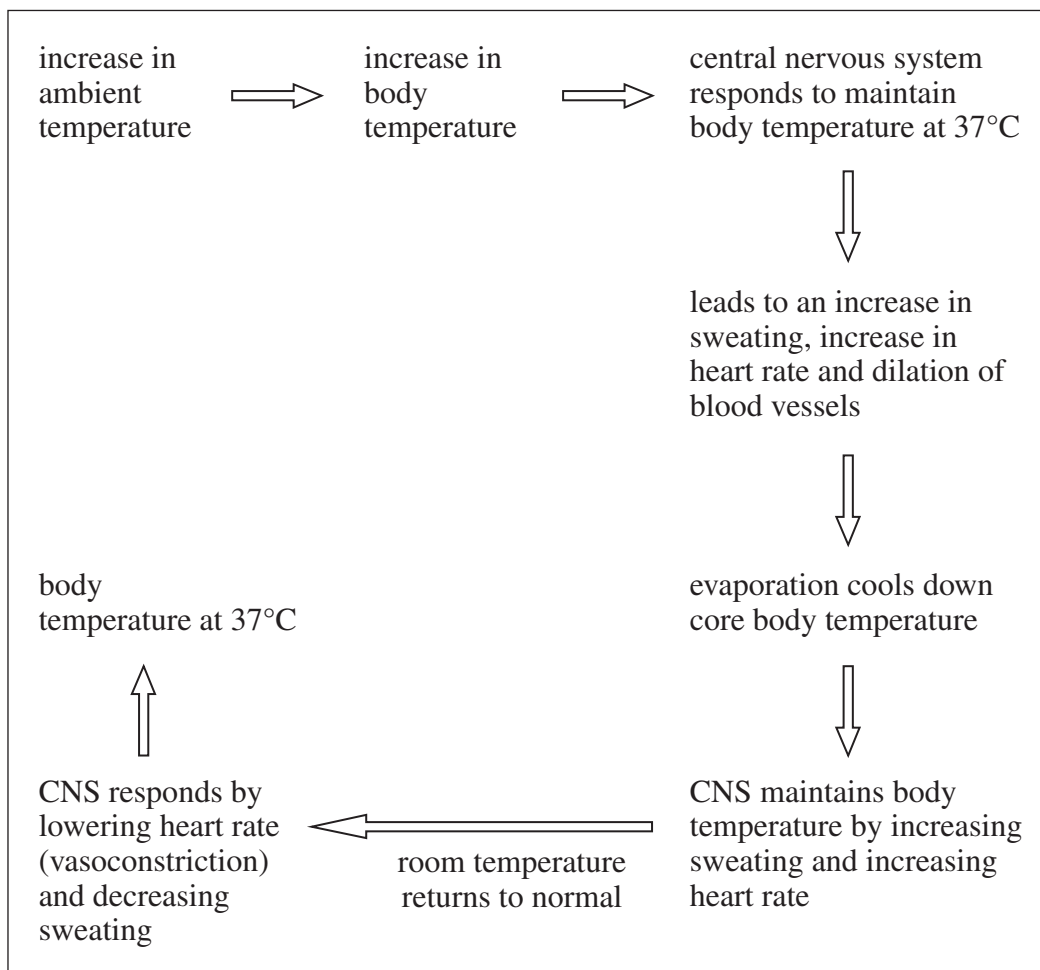 increase in
ambient
temperature
increase in
body
temperature
central nervous system
responds to maintain
body temperature at 37°C
leads to an increase in
sweating, increase in
heart rate and dilation of
blood vessels
evaporation cools down
core body temperature
CNS maintains body
temperature by increasing
sweating and increasing
heart rate
room temperature
returns to normal
CNS responds by
lowering heart rate
(vasoconstriction)
and decreasing
sweating
body
temperature at 37°C